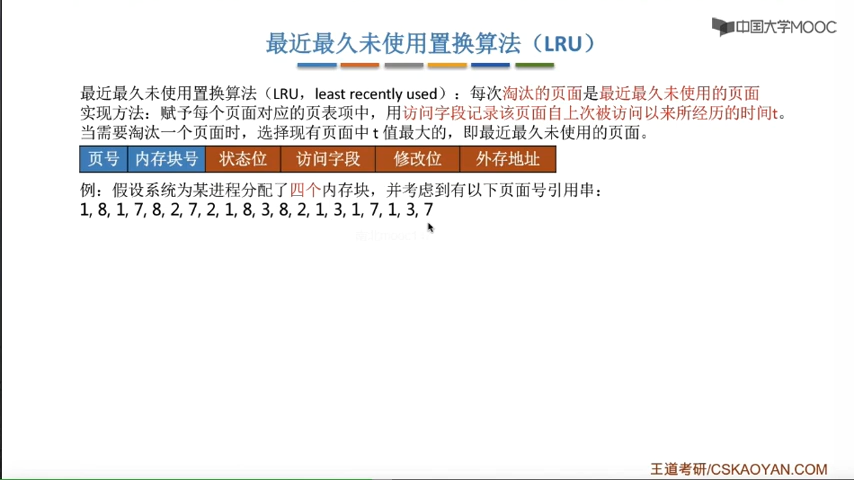 中国大学MOOC
最近最久未使用置换算法（LRU）
最近最久未使用置换算法（LRU，least recently used）：每次淘汰的页面是最近最久未使用的页面
实现方法：赋予每个页面对应的页表项中，用访问字段记录该页面自上次被访问以来所经历的时间t。
当需要淘汰一个页面时，选择现有页面中 t 值最大的，即最近最久未使用的页面。
页号 内存块号 状态位 访问字段 修改位 外存地址
例：假设系统为某进程分配了四个内存块，并考虑到有以下页面号引用串：
1, 8, 1, 7, 8, 2, 7, 2, 1, 8, 3, 8, 2, 1, 3, 1, 7, 1, 3, 7
王道考研/CSKAOYAN.COM